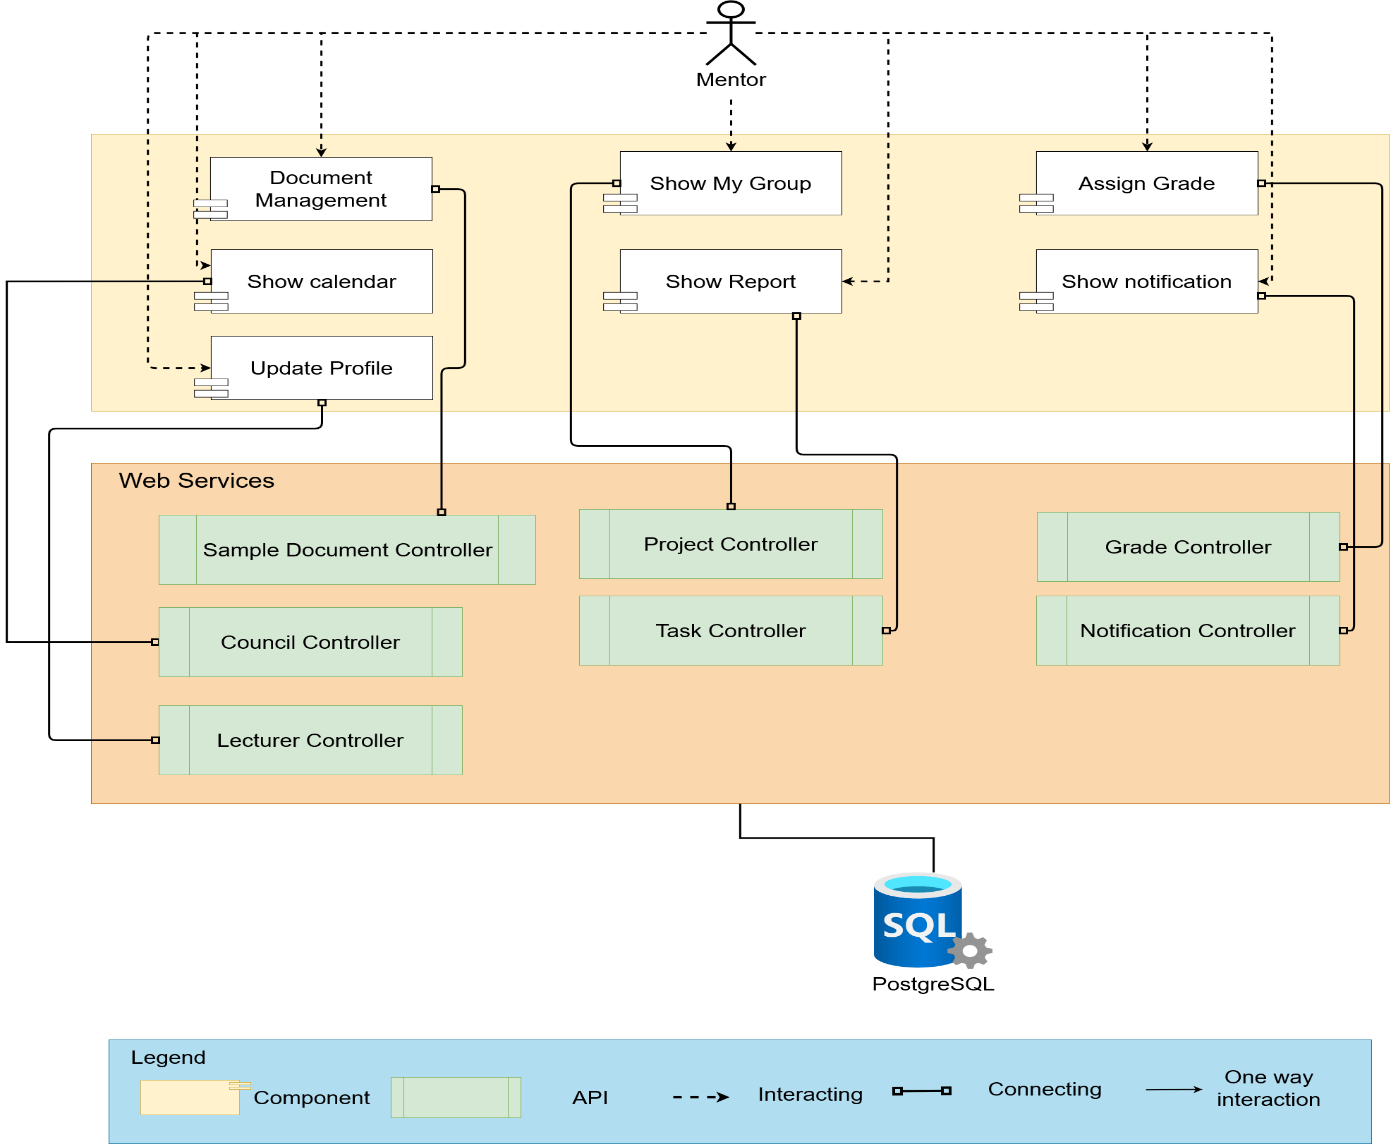 Mentor
Document
Management
Show My Group
Assign Grade
Show calendar
Show Report
Show notification
Update Profile
Web Services
Sample Document Controller
Project Controller
Grade Controller
Council Controller
Task Controller
Notification Controller
Lecturer Controller
SQL
PostgreSQL
Legend
Component
API
Interacting
Connecting
One way
interaction